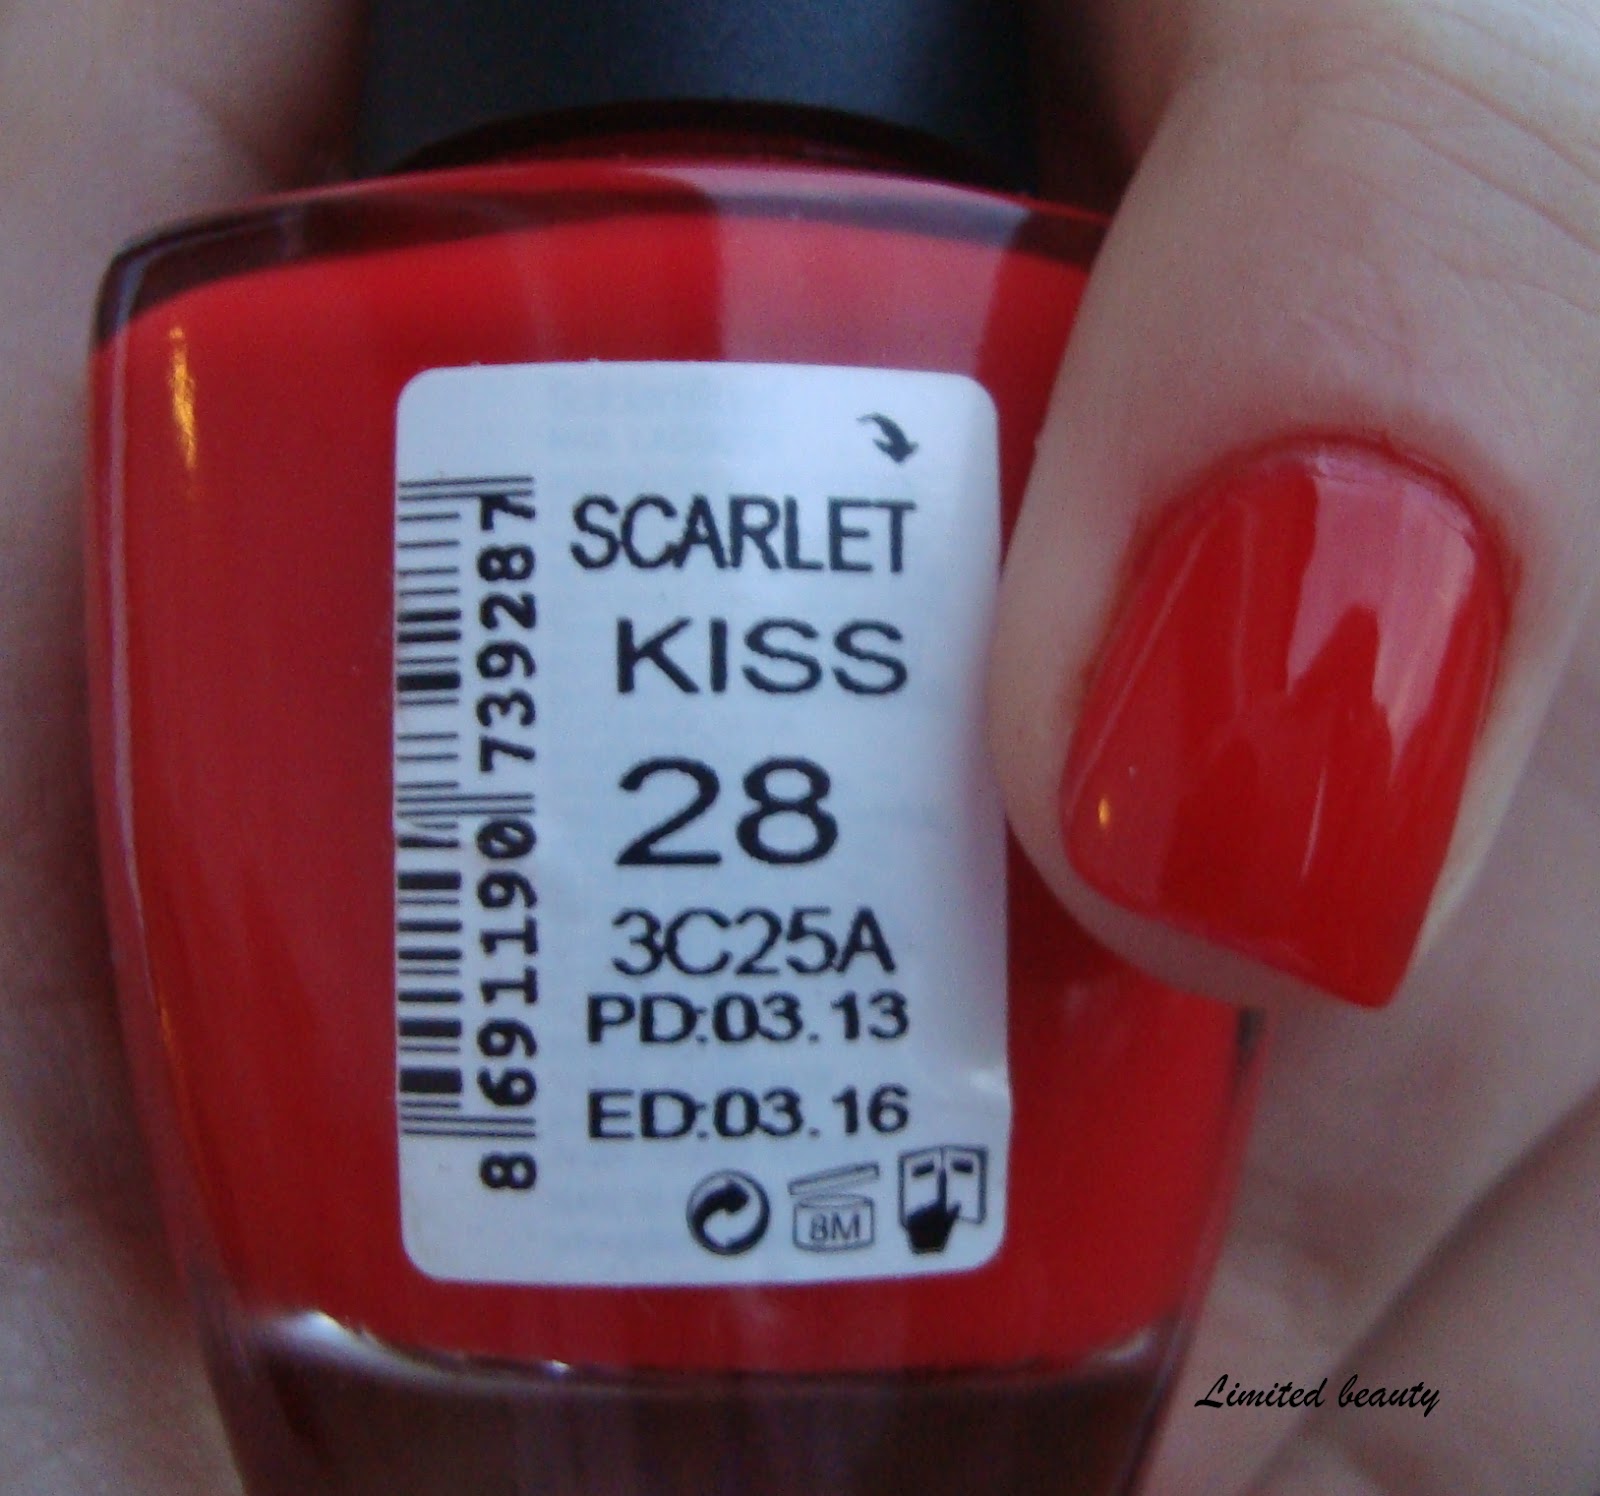 SCARLET
KISS
28
3C25A
PD:03.13
ED:03.16
8M
8 691190 739287
Limited beauty